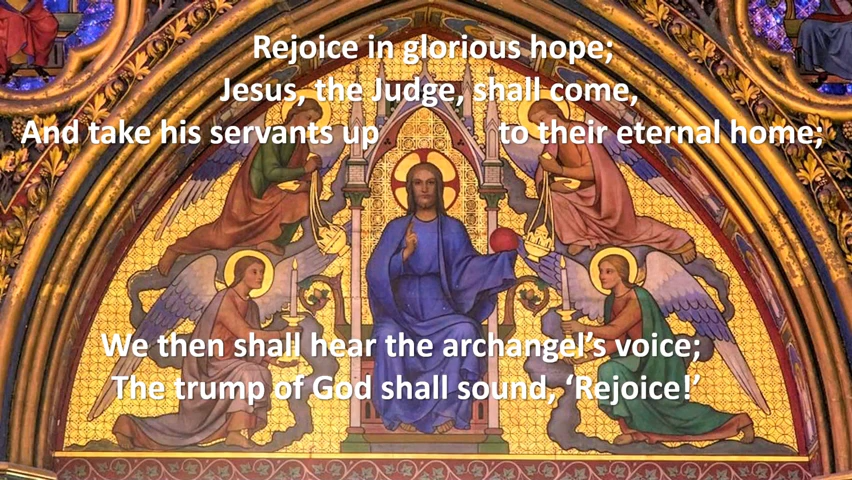 Rejoice in glorious hope;
Jesus, the Judge, shall come,
And take his servants up to their eternal home;
We then shall hear the archangel’s voice;
The trump of God shall sound, ‘Rejoice!’